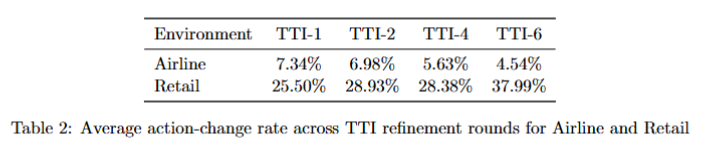 Environment TTI-1 TTI-2 TTI-4 TTI-6
Airline 7.34% 6.98% 5.63% 4.54%
Retail 25.50% 28.93% 28.38% 37.99%
Table 2: Average action-change rate across TTI refinement rounds for Airline and Retail